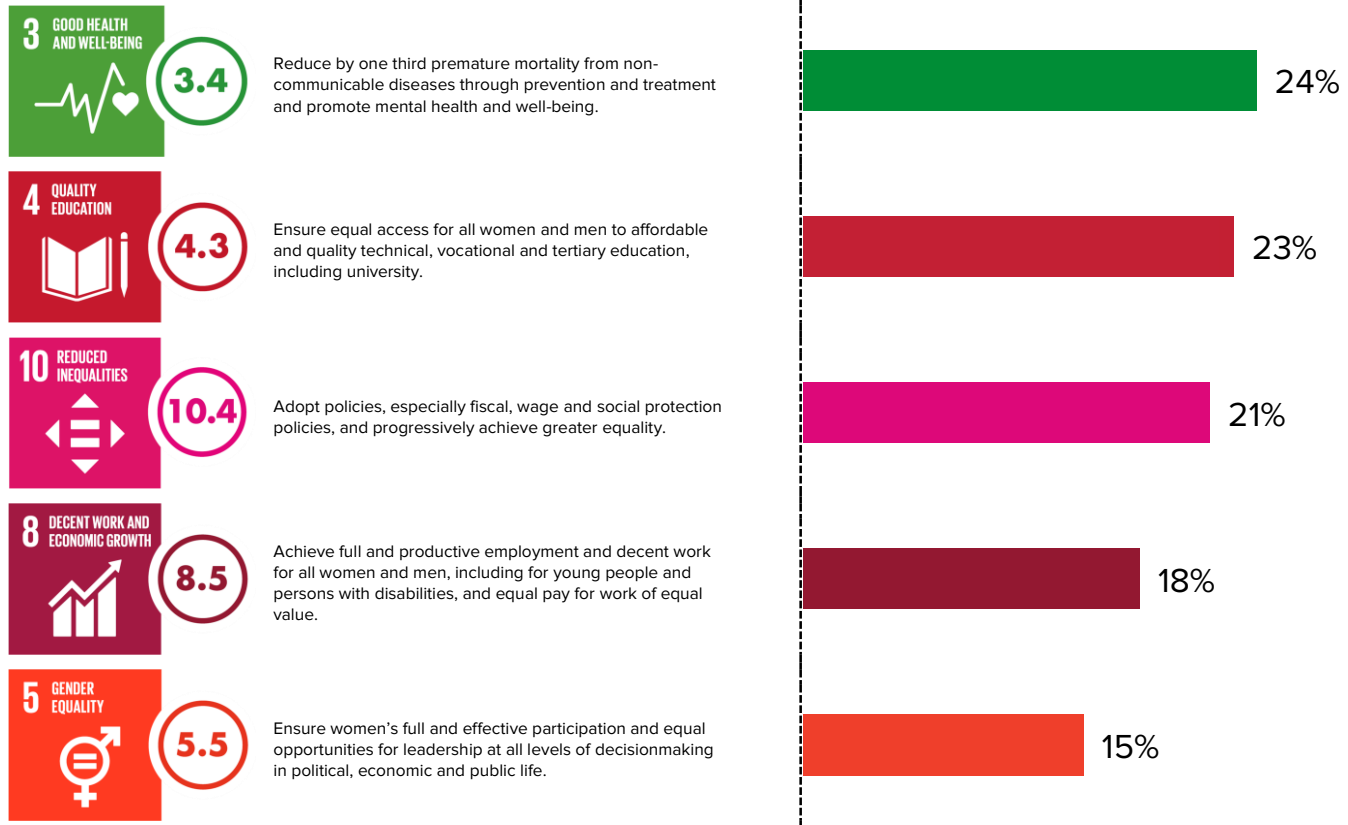 3 GOOD HEALTH
AND WELL-BEING
3.4
Reduce by one third premature mortality from non-
communicable diseases through prevention and treatment
and promote mental health and well-being.
24%
4 QUALITY
EDUCATION
4.3
Ensure equal access for all women and men to affordable
and quality technical, vocational and tertiary education,
including university.
23%
10 REDUCED
INEQUALITIES
10.4
Adopt policies, especially fiscal, wage and social protection
policies, and progressively achieve greater equality.
21%
8 DECENT WORK AND
ECONOMIC GROWTH
8.5
Achieve full and productive employment and decent work
for all women and men, including for young people and
persons with disabilities, and equal pay for work of equal
value.
18%
5 GENDER
EQUALITY
5.5
Ensure women’s full and effective participation and equal
opportunities for leadership at all levels of decisionmaking
in political, economic and public life.
15%